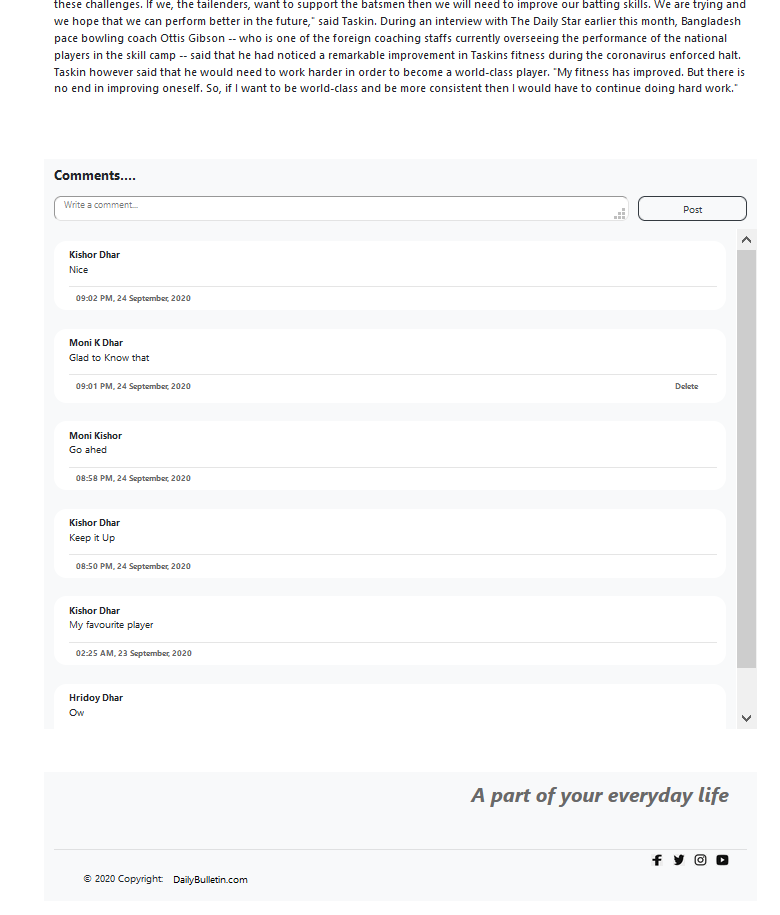 these challenges. If we, the tailenders, want to support the batsmen then we will need to improve our batting skills. We are trying and
we hope that we can perform better in the future," said Taskin. During an interview with The Daily Star earlier this month, Bangladesh
pace bowling coach Ottis Gibson -- who is one of the foreign coaching staffs currently overseeing the performance of the national
players in the skill camp -- said that he had noticed a remarkable improvement in Taskins fitness during the coronavirus enforced halt.
Taskin however said that he would need to work harder in order to become a world-class player. "My fitness has improved. But there is
no end in improving oneself. So, if I want to be world-class and be more consistent then I would have to continue doing hard work."
Comments....
Write a comment...
Post
Kishor Dhar
Nice
09:02 PM, 24 September, 2020
Moni K Dhar
Glad to Know that
09:01 PM, 24 September, 2020 Delete
Moni Kishor
Go ahed
08:58 PM, 24 September, 2020
Kishor Dhar
Keep it Up
08:50 PM, 24 September, 2020
Kishor Dhar
My favourite player
02:25 AM, 23 September, 2020
Hridoy Dhar
Ow
A part of your everyday life
© 2020 Copyright: DailyBulletin.com